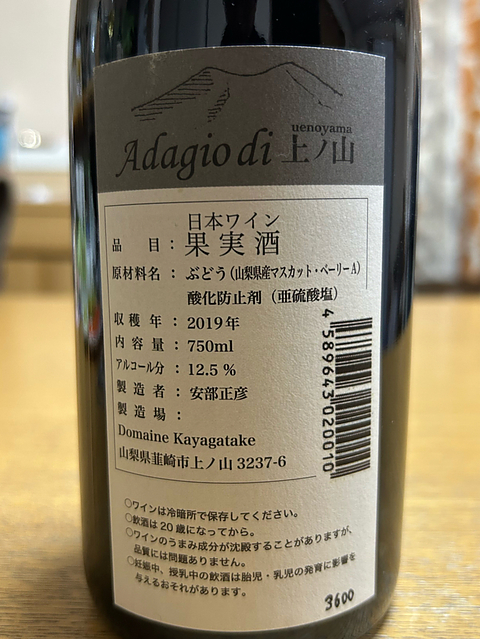 uenoyama
Adagio di 上ノ山
日本ワイン
品 目：果実酒
原材料名：ぶどう（山梨県産マスカット・ベーリーA）
酸化防止剤（亜硫酸塩）
収穫年：2019年
内容量：750ml
アルコール分：12.5％
製造者：安部正彦
製造場：
Domaine Kayagatake
山梨県韮崎市上ノ山3237-6
4589643020010
○ワインは冷暗所で保存してください。
○飲酒は20歳になってから。
○ワインのうまみ成分が沈殿することがありますが、
品質には問題ありません。
○妊娠中、授乳中の飲酒は胎児・乳児の発育に影響を
与えるおそれがあります。
3600